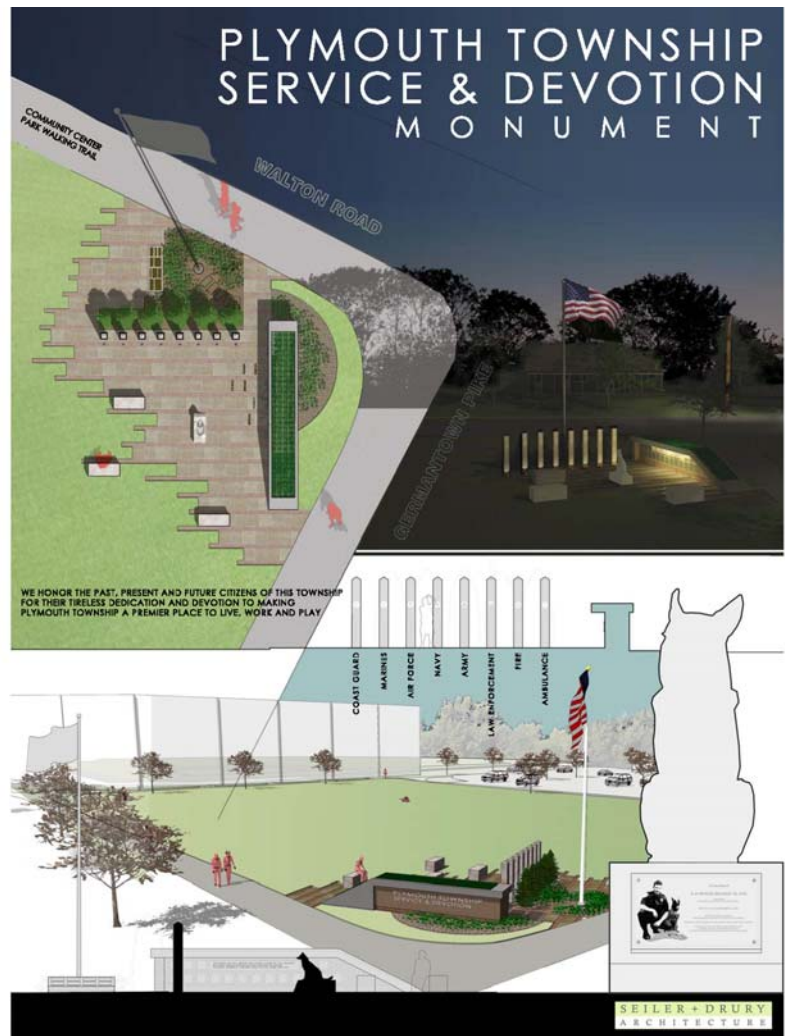 PLYMOUTH TOWNSHIP
SERVICE & DEVOTION
MONUMENT
COMMUNITY CENTER
PARK WALKING TRAIL
WALTON ROAD
GERMANTOWN PIKE
WE HONOR THE PAST, PRESENT AND FUTURE CITIZENS OF THIS TOWNSHIP
FOR THEIR TIRELESS DEDICATION AND DEVOTION TO MAKING
PLYMOUTH TOWNSHIP A PREMIER PLACE TO LIVE, WORK AND PLAY
COAST GUARD
MARINES
AIR FORCE
NAVY
ARMY
LAW ENFORCEMENT
FIRE
AMBULANCE
PLYMOUTH TOWNSHIP
SERVICE & DEVOTION
SEILER + DRURY
ARCHITECTURE